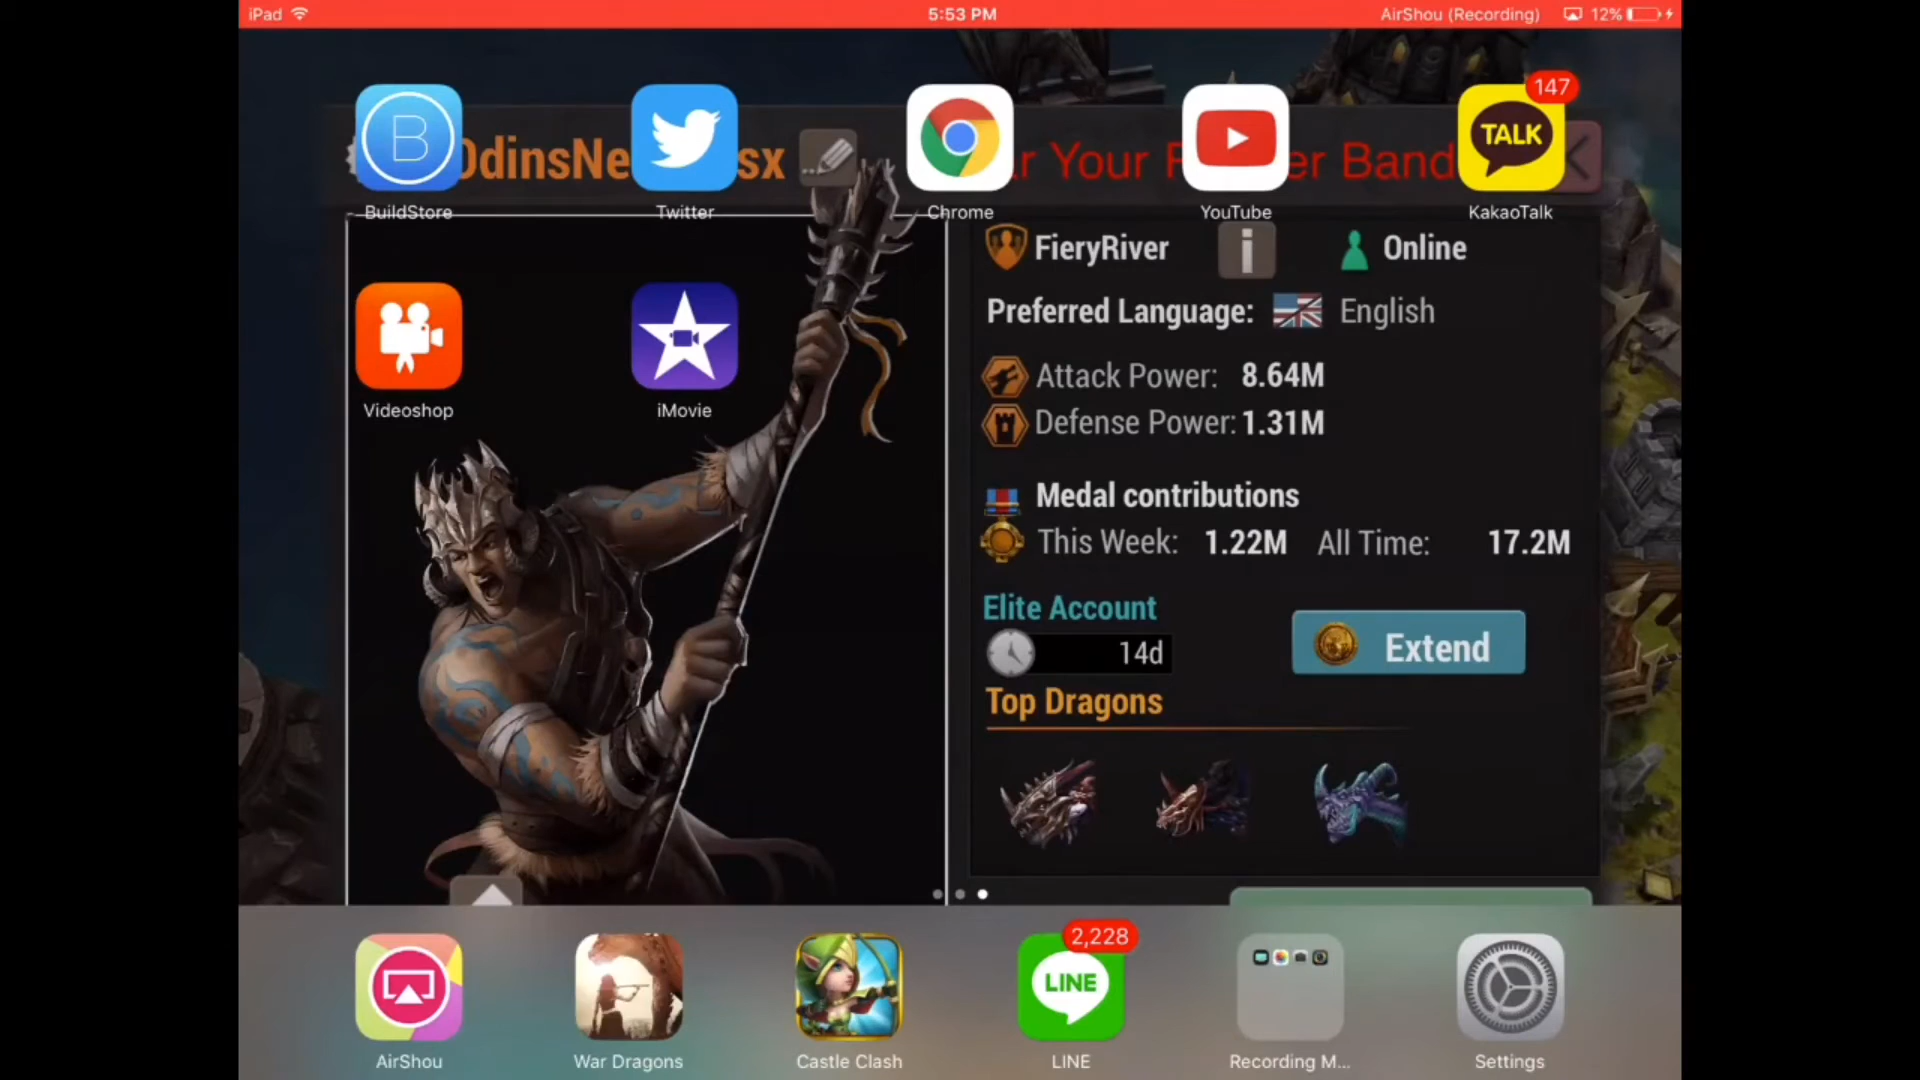 iPad
5:53 PM
AirShou (Recording)
12%
147
B
TALK
OdinsNe
sx
r Your
er Band
BuildStore
Twitter
Chrome
YouTube
KakaoTalk
FieryRiver
i
Online
Preferred Language:
English
Attack Power: 8.64M
Defense Power: 1.31M
Videoshop
iMovie
Medal contributions
This Week: 1.22M
All Time: 17.2M
Elite Account
14d
Extend
Top Dragons
2,228
LINE
AirShou
War Dragons
Castle Clash
LINE
Recording M...
Settings